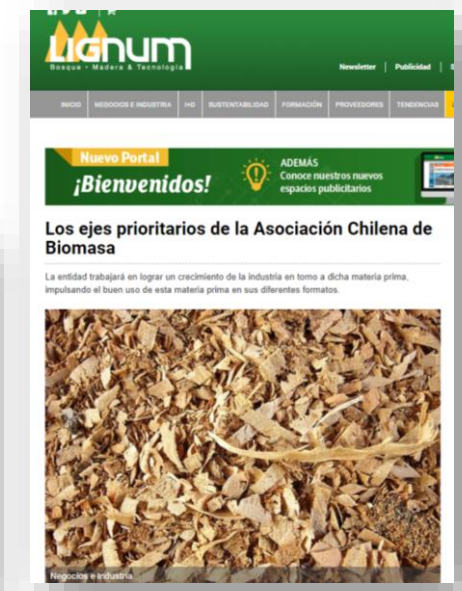 LIGNUM
Bosque • Madera & Tecnología
Newsletter | Publicidad
INICIO
NEGOCIOS E INDUSTRIA
I+D
SUSTENTABILIDAD
FORMACIÓN
PROVEEDORES
TENDENCIAS
Nuevo Portal
¡Bienvenidos!
ADEMÁS
Conoce nuestros nuevos
espacios publicitarios
Los ejes prioritarios de la Asociación Chilena de
Biomasa
La entidad trabajará en lograr un crecimiento de la industria en torno a dicha materia prima,
impulsando el buen uso de esta materia prima en sus diferentes formatos.
Negocios e industria